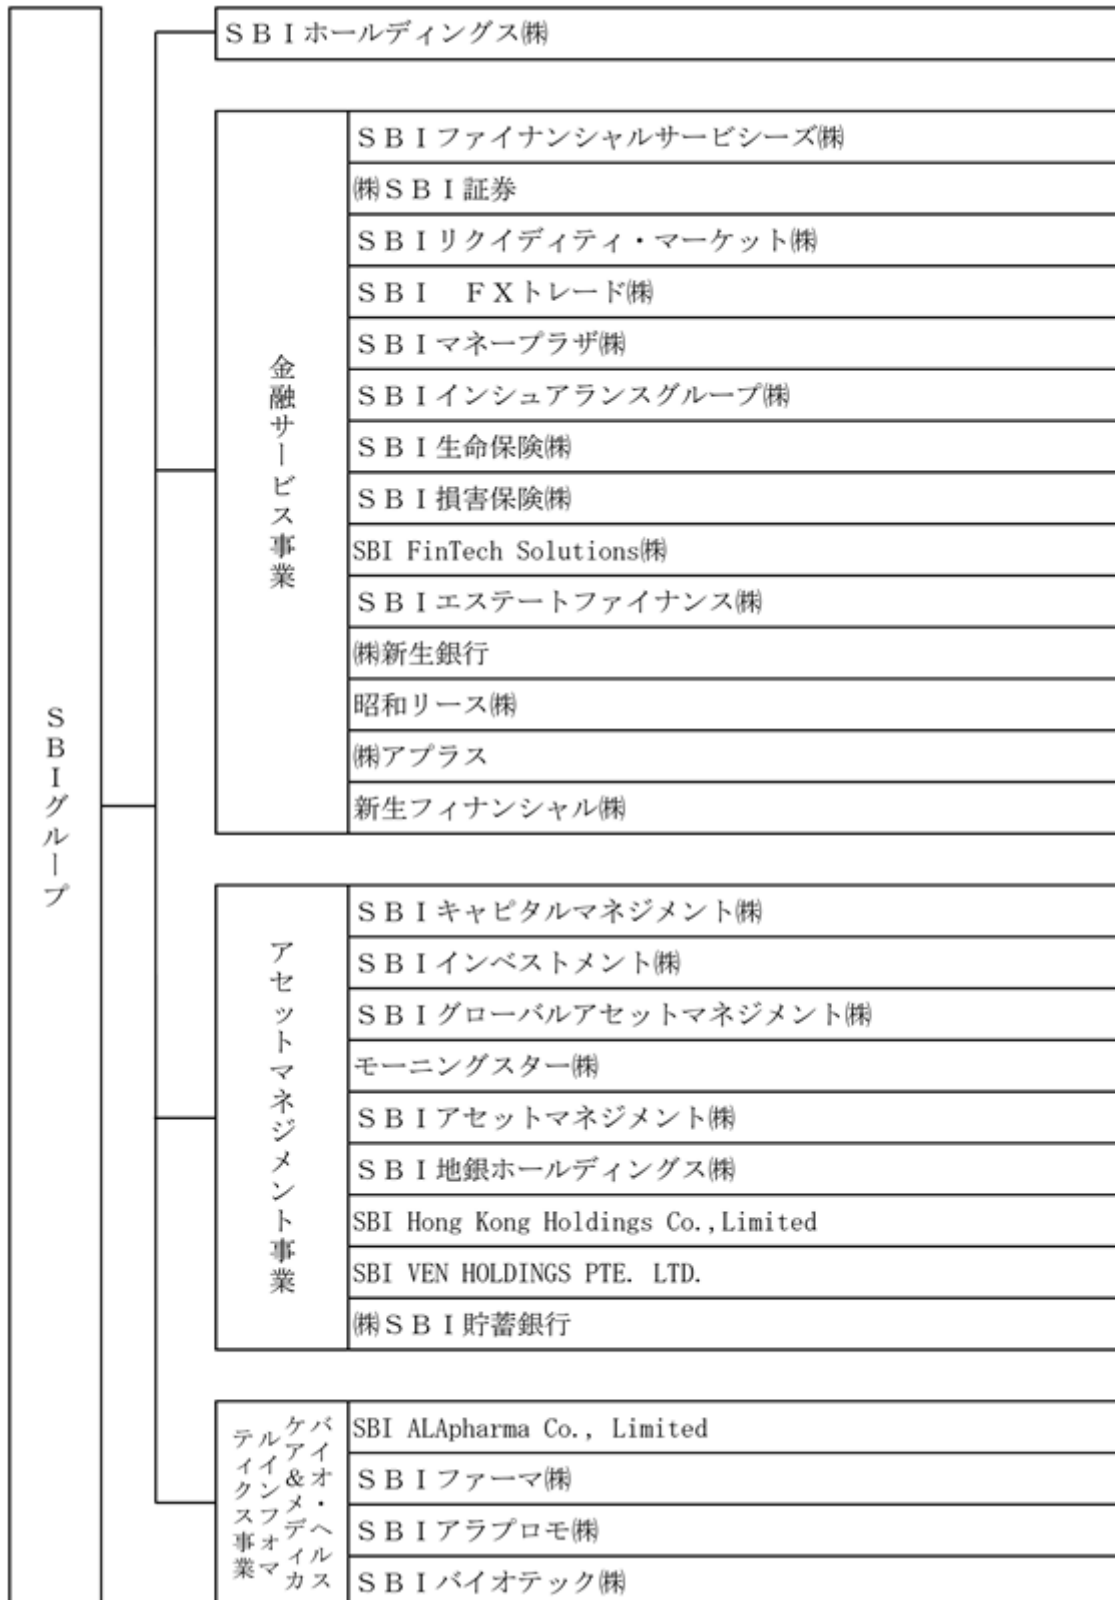 SBIグループ
SBIホールディングス㈱
金融サービス事業
SBIファイナンシャルサービシーズ㈱
㈱SBI証券
SBIリクイディティ・マーケット㈱
SBI　FXトレード㈱
SBIマネープラザ㈱
SBIインシュアランスグループ㈱
SBI生命保険㈱
SBI損害保険㈱
SBI FinTech Solutions㈱
SBIエステートファイナンス㈱
㈱新生銀行
昭和リース㈱
㈱アプラス
新生フィナンシャル㈱
アセットマネジメント事業
SBIキャピタルマネジメント㈱
SBIインベストメント㈱
SBIグローバルアセットマネジメント㈱
モーニングスター㈱
SBIアセットマネジメント㈱
SBI地銀ホールディングス㈱
SBI Hong Kong Holdings Co.,Limited
SBI VEN HOLDINGS PTE. LTD.
㈱SBI貯蓄銀行
バイオ・ヘルス
ケア&メディカ
ルインフォマ
ティクス事業
SBI ALApharma Co., Limited
SBIファーマ㈱
SBIアラプロモ㈱
SBIバイオテック㈱